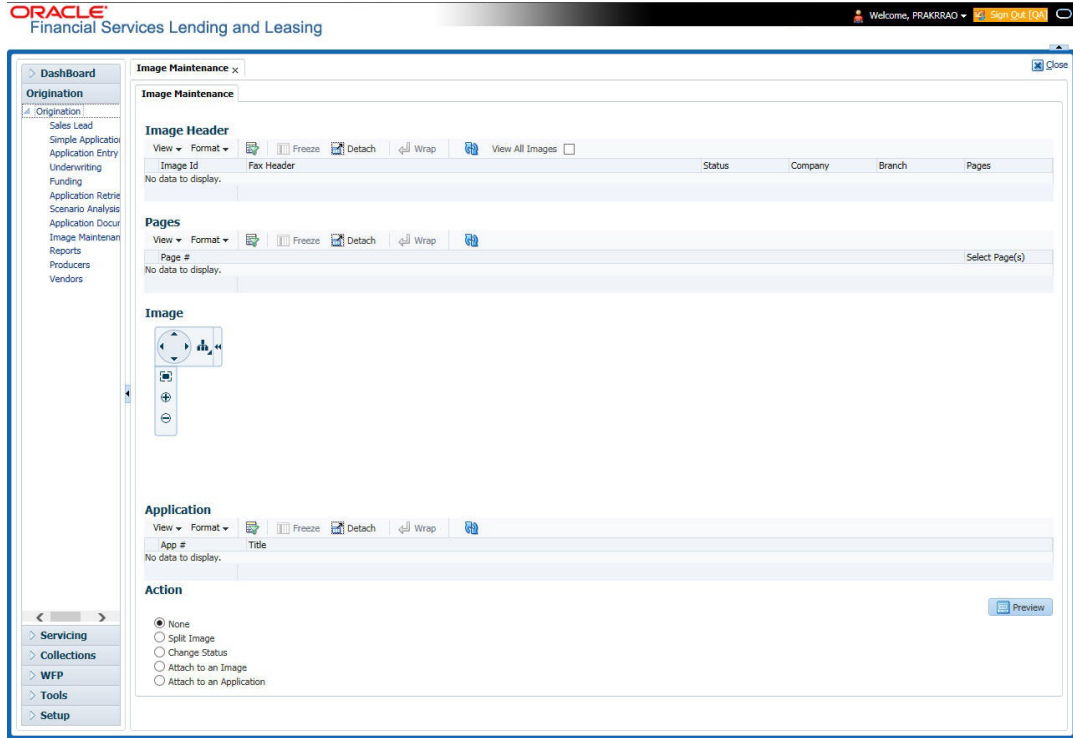 ORACLE
Financial Services Lending and Leasing
Welcome, PRAKRRAO
Sign Out [QA]
Close
DashBoard
Origination
Origination
Sales Lead
Simple Applicatio
Application Entry
Underwriting
Funding
Application Retrie
Scenario Analysis
Application Docur
Image Maintenan
Reports
Producers
Vendors
Servicing
Collections
WFP
Tools
Setup
Image Maintenance x
Image Maintenance
Image Header
View Format Freeze Detach Wrap View All Images
Image Id Fax Header Status Company Branch Pages
No data to display.
Pages
View Format Freeze Detach Wrap
Page # Select Page(s)
No data to display.
Image
Application
View Format Freeze Detach Wrap
App # Title
No data to display.
Action
Preview
None
Split Image
Change Status
Attach to an Image
Attach to an Application